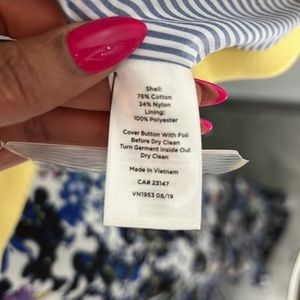 Shell:
76% Cotton
24% Nylon
Lining:
100% Polyester
Cover Button With Foil
Before Dry Clean
Turn Garment Inside Out
Dry Clean
Made in Vietnam
CA# 23147
VN1953 08/19